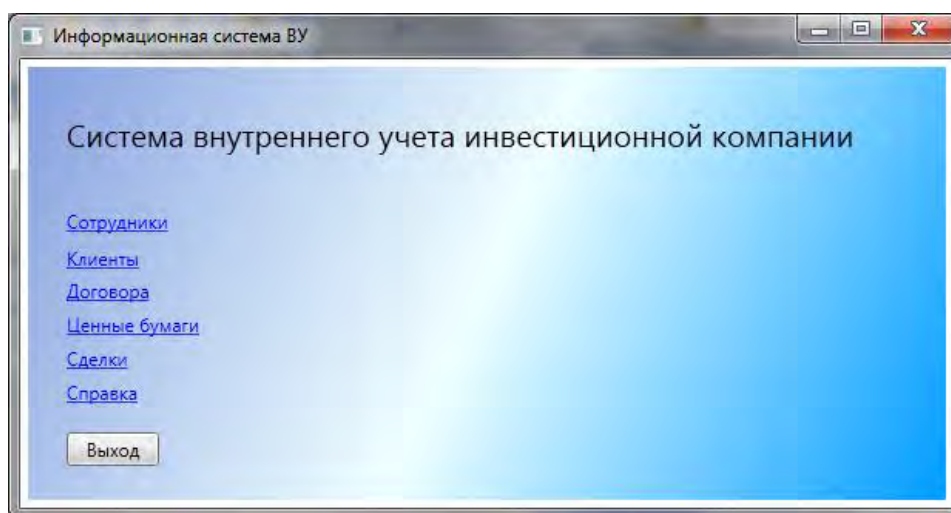 Информационная система ВУ
Система внутреннего учета инвестиционной компании
Сотрудники
Клиенты
Договора
Ценные бумаги
Сделки
Справка
Выход